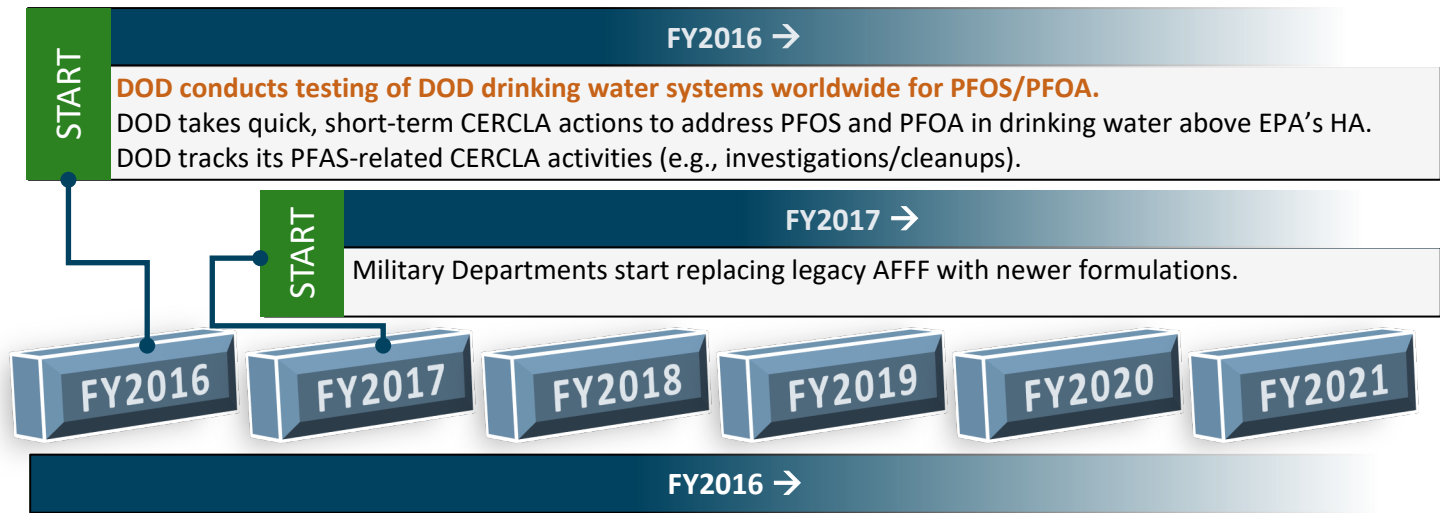 START
FY2016 →
DOD conducts testing of DOD drinking water systems worldwide for PFOS/PFOA.
DOD takes quick, short-term CERCLA actions to address PFOS and PFOA in drinking water above EPA’s HA.
DOD tracks its PFAS-related CERCLA activities (e.g., investigations/cleanups).
START
FY2017 →
Military Departments start replacing legacy AFFF with newer formulations.
FY2016
FY2017
FY2018
FY2019
FY2020
FY2021
FY2016 →